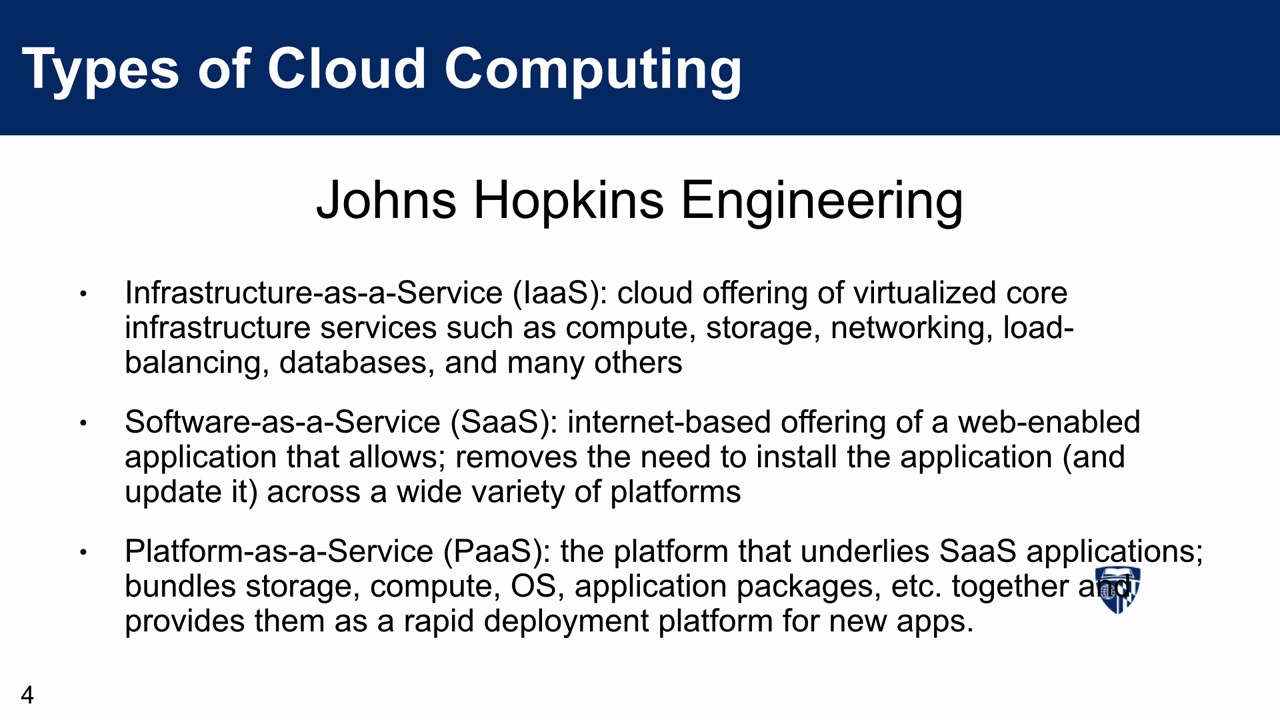 Types of Cloud Computing
Johns Hopkins Engineering
• Infrastructure-as-a-Service (IaaS): cloud offering of virtualized core
infrastructure services such as compute, storage, networking, load-
balancing, databases, and many others
• Software-as-a-Service (SaaS): internet-based offering of a web-enabled
application that allows; removes the need to install the application (and
update it) across a wide variety of platforms
• Platform-as-a-Service (PaaS): the platform that underlies SaaS applications;
bundles storage, compute, OS, application packages, etc. together and
provides them as a rapid deployment platform for new apps.
4